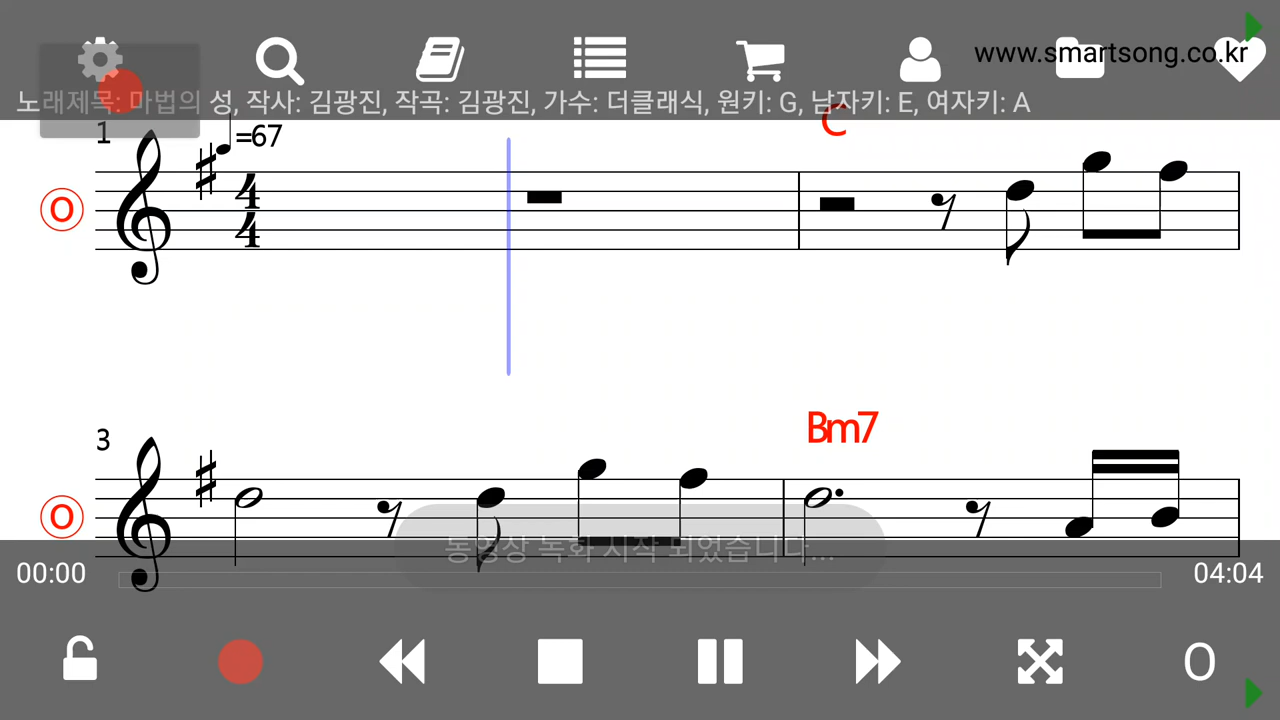 www.smartsong.co.kr
노래제목: 마법의 성, 작사: 김광진, 작곡: 김광진, 가수: 더클래식, 원키: G, 남자키: E, 여자키: A
1
=67
C
4
4
O
3
Bm7
O
동영상 녹화 시작 되었습니다...
00:00
04:04
O